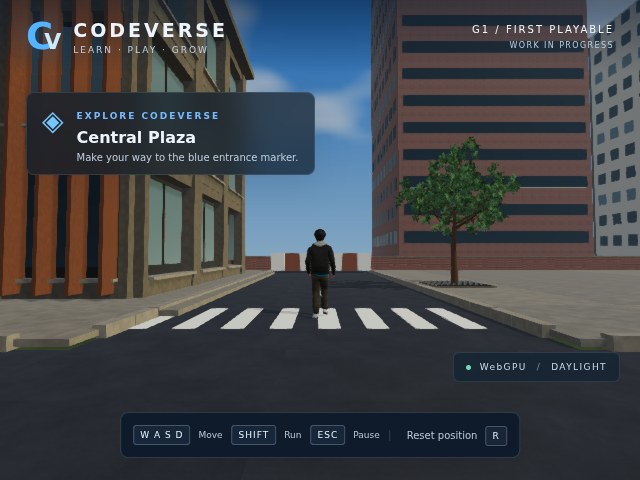 CV CODEVERSE
LEARN · PLAY · GROW
G1 / FIRST PLAYABLE
WORK IN PROGRESS
EXPLORE CODEVERSE
Central Plaza
Make your way to the blue entrance marker.
WebGPU / DAYLIGHT
W A S D Move SHIFT Run ESC Pause | Reset position R